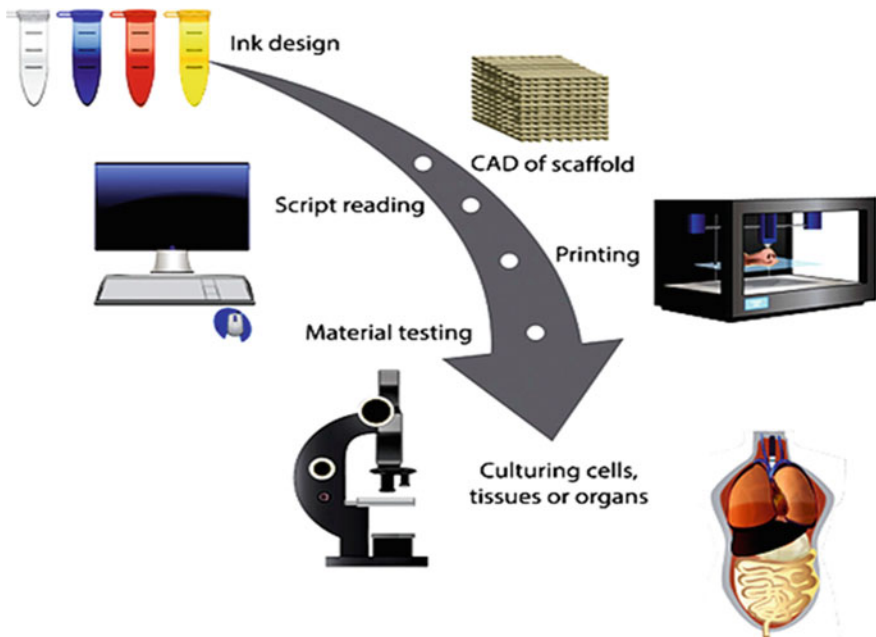 Ink design
CAD of scaffold
Script reading
Printing
Material testing
Culturing cells,
tissues or organs